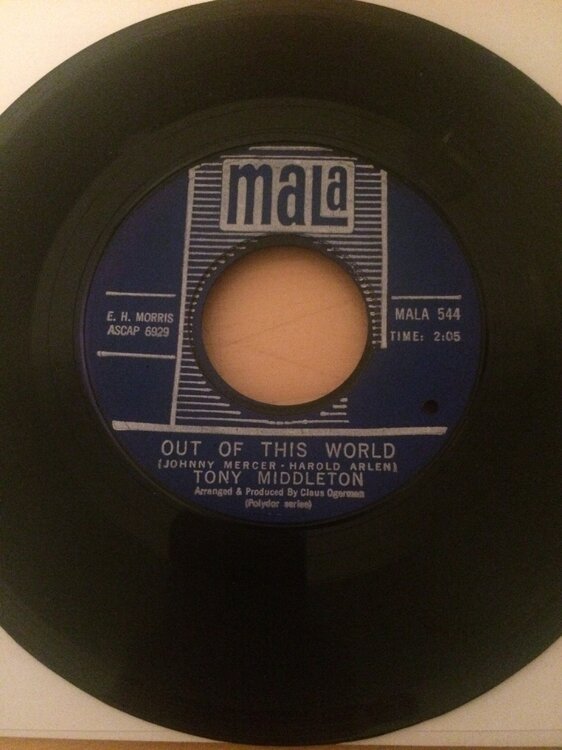 mala
E. H. MORRIS
ASCAP 6929
MALA 544
TIME: 2:05
OUT OF THIS WORLD
(JOHNNY MERCER - HAROLD ARLEN)
TONY MIDDLETON
Arranged & Produced By Claus Ogerman
(Polydor series)